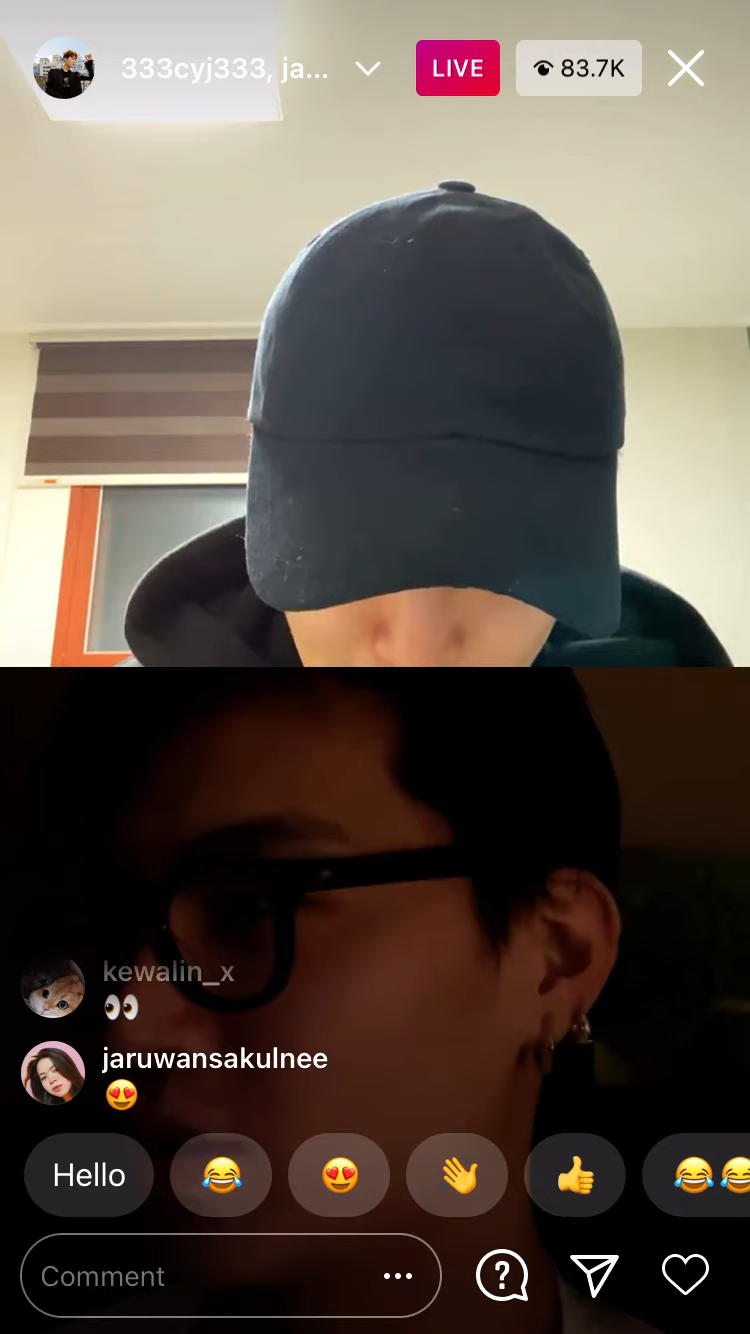 333cyj333, ja...
LIVE
83.7K
kewalin_x
👀
jaruwansakulnee
😍
Hello
😂
😍
👋
👍
😂😂
Comment